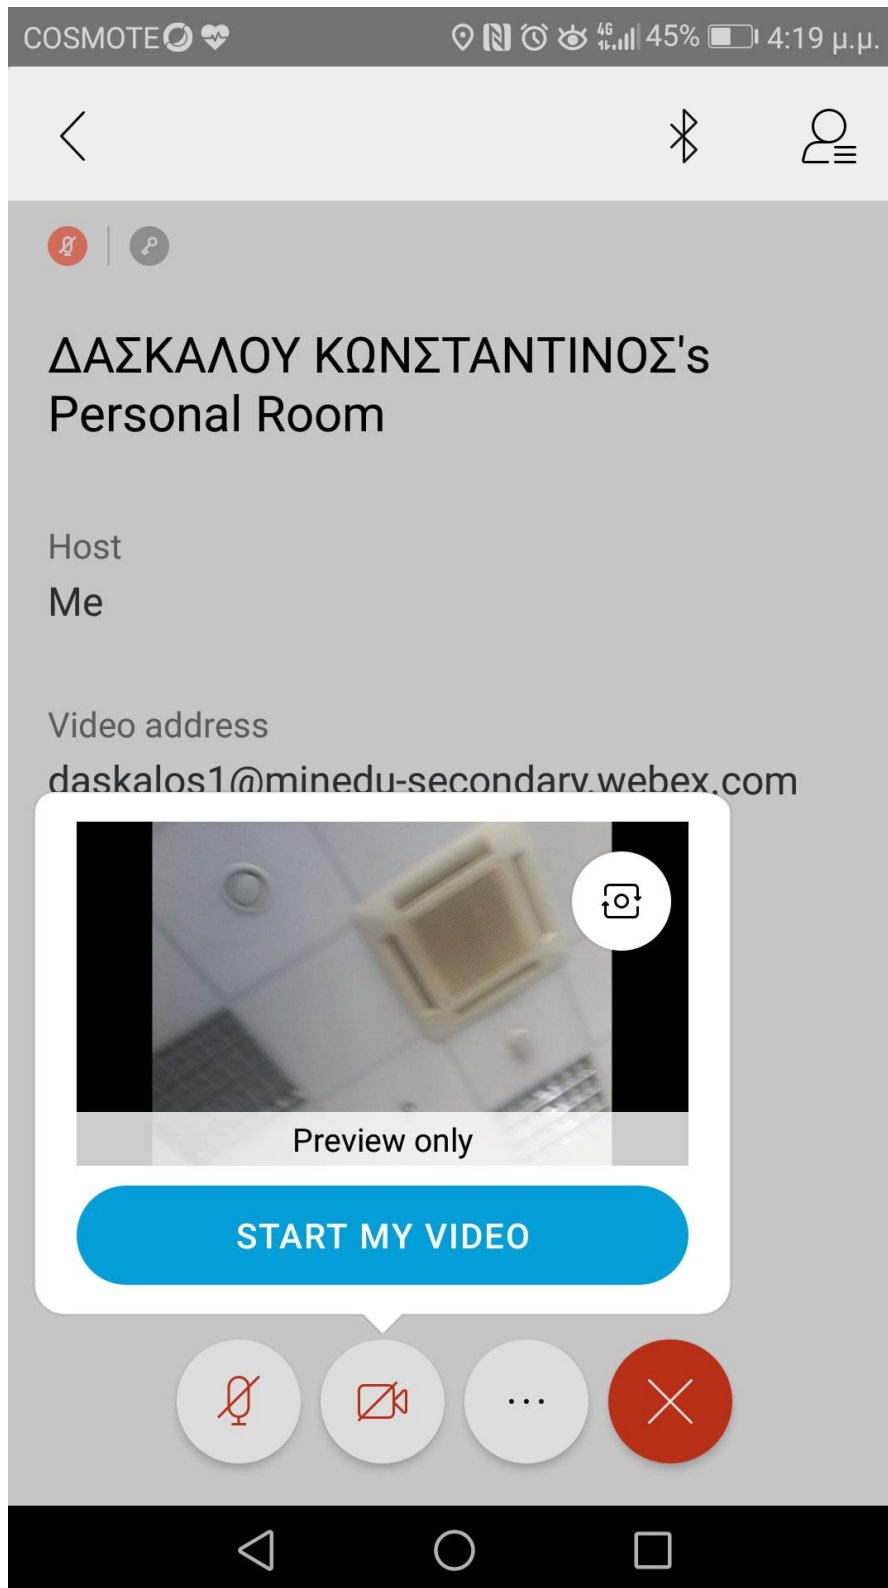 COSMOTE 4G 45% 4:19 μ.μ.
ΔΑΣΚΑΛΟΥ ΚΩΝΣΤΑΝΤΙΝΟΣ's
Personal Room
Host
Me
Video address
daskalos1@minedu-secondary.webex.com
Preview only
START MY VIDEO